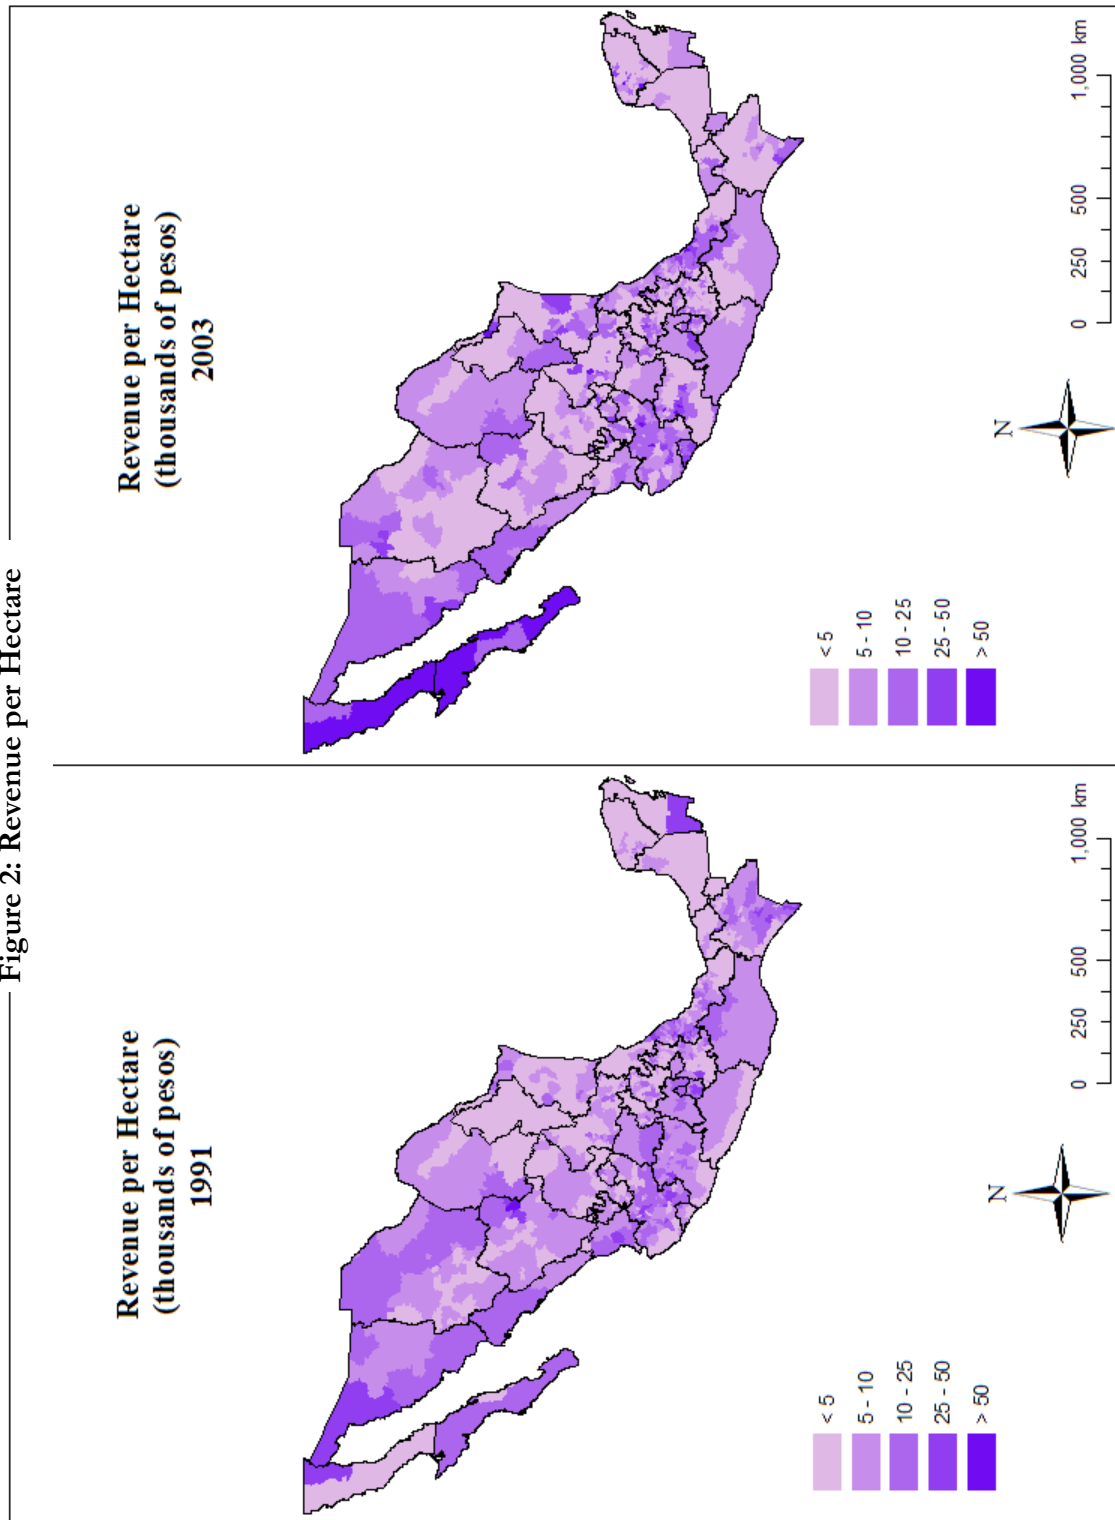 Figure 2: Revenue per Hectare
Revenue per Hectare
(thousands of pesos)
1991
< 5
5 - 10
10 - 25
25 - 50
> 50
N
0 250 500 1,000 km
Revenue per Hectare
(thousands of pesos)
2003
< 5
5 - 10
10 - 25
25 - 50
> 50
N
0 250 500 1,000 km